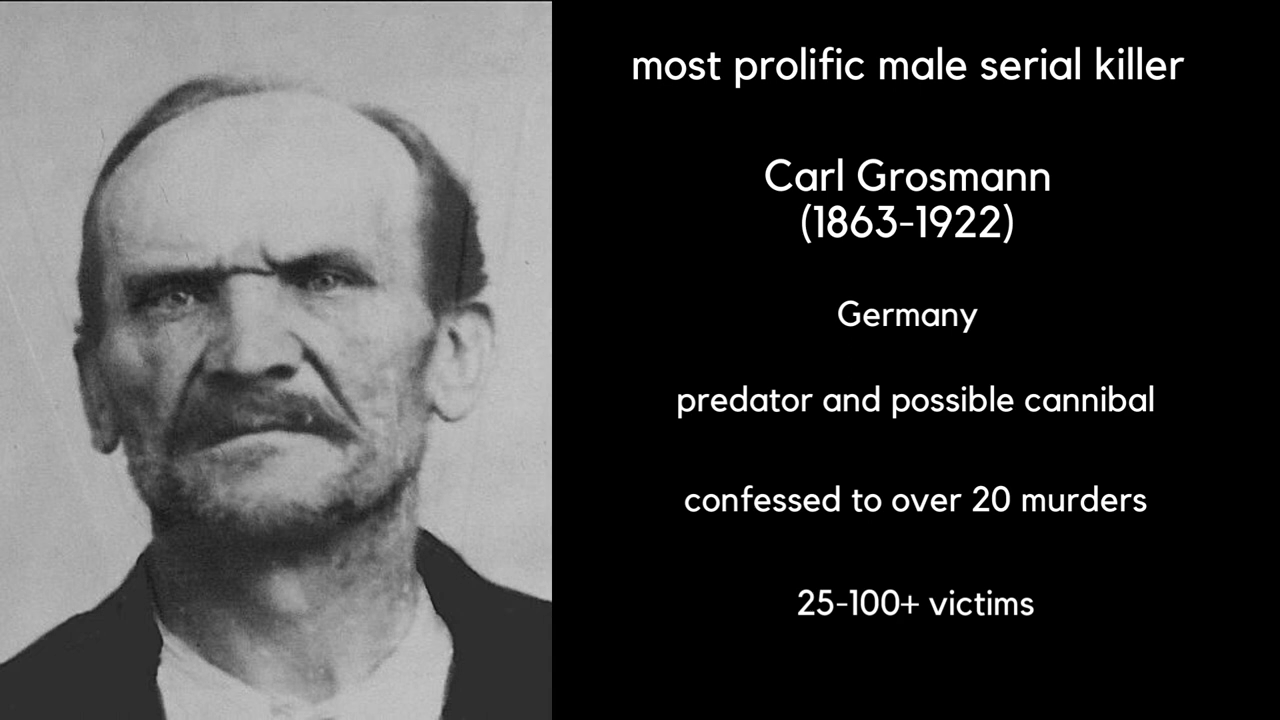 most prolific male serial killer
Carl Grosmann
(1863-1922)
Germany
predator and possible cannibal
confessed to over 20 murders
25-100+ victims